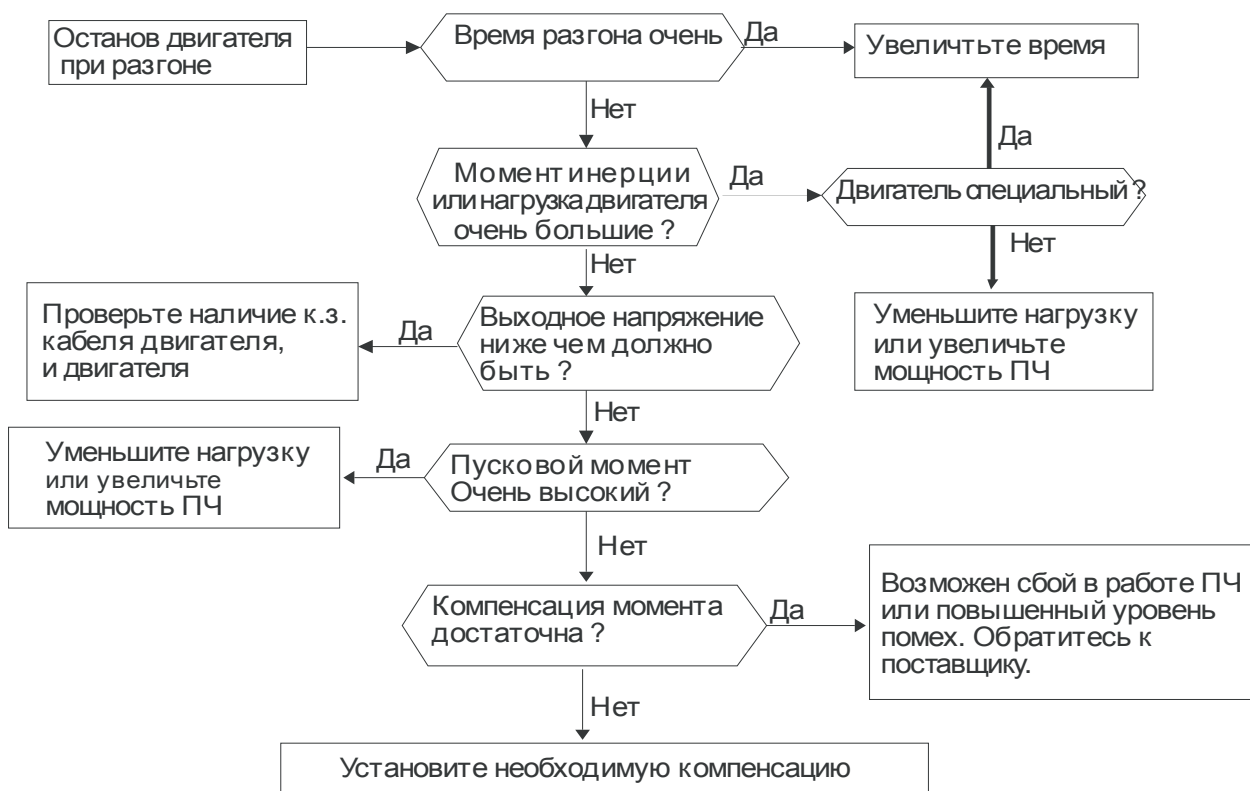 Останов двигателя
при разгоне
Время разгона очень
Да
Увеличтьте время
Нет
Да
Момент инерции
или нагрузка двигателя
очень большие ?
Да
Двигатель специальный ?
Нет
Нет
Проверьте наличие к.з.
кабеля двигателя,
и двигателя
Да
Выходное напряжение
ниже чем должно
быть ?
Уменьшите нагрузку
или увеличьте
мощность ПЧ
Нет
Уменьшите нагрузку
или увеличьте
мощность ПЧ
Да
Пусковой момент
Очень высокий ?
Нет
Компенсация момента
достаточна ?
Да
Возможен сбой в работе ПЧ
или повышенный уровень
помех. Обратитесь к
поставщику.
Нет
Установите необходимую компенсацию